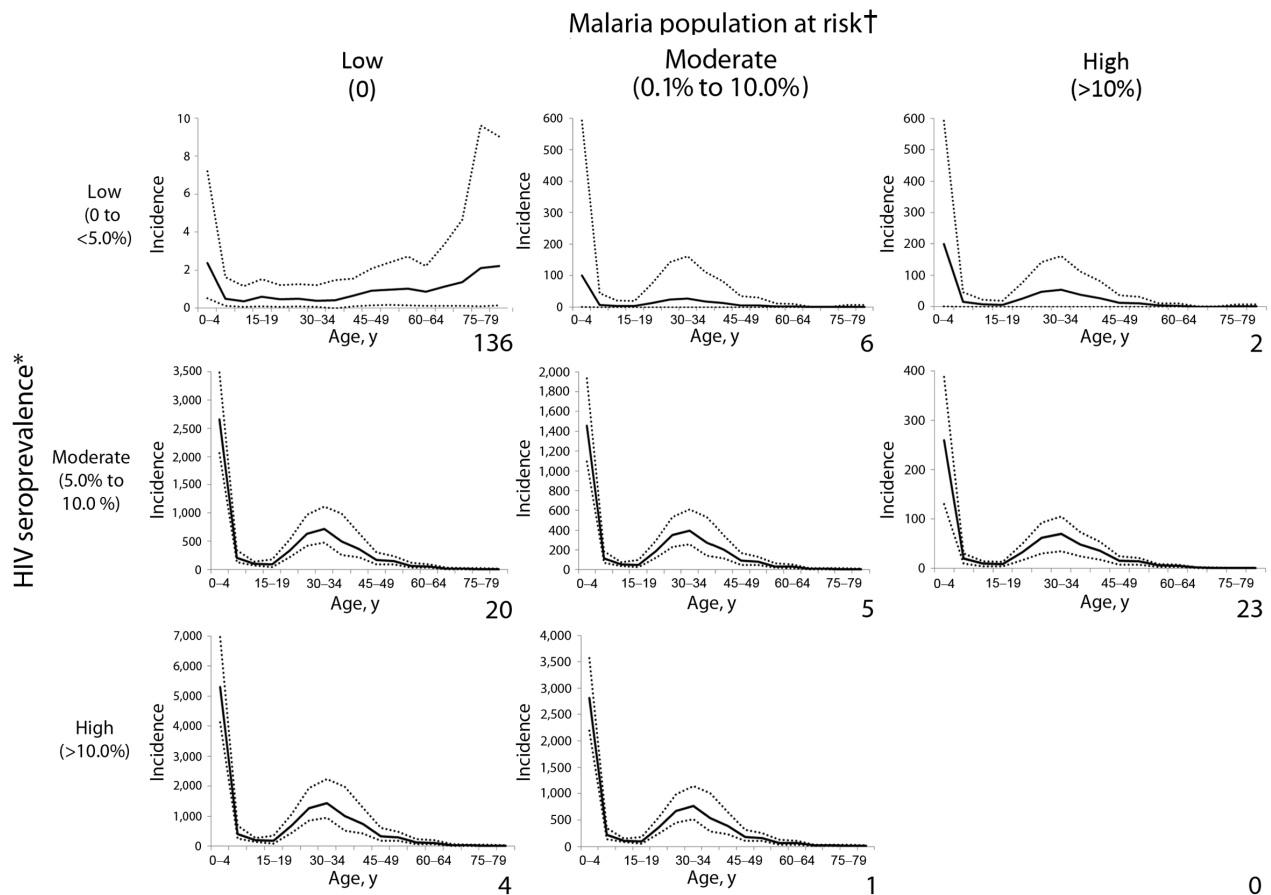 Malaria population at risk†
Low
(0)
Moderate
(0.1% to 10.0%)
High
(>10%)
HIV seroprevalence*
Low
(0 to
<5.0%)
Incidence
10
8
6
4
2
0
0–4 15–19 30–34 45–49 60–64 75–79
Age, y
136
Incidence
600
500
400
300
200
100
0
0–4 15–19 30–34 45–49 60–64 75–79
Age, y
6
Incidence
600
500
400
300
200
100
0
0–4 15–19 30–34 45–49 60–64 75–79
Age, y
2
Moderate
(5.0% to
10.0 %)
Incidence
3,500
3,000
2,500
2,000
1,500
1,000
500
0
0–4 15–19 30–34 45–49 60–64 75–79
Age, y
20
Incidence
2,000
1,800
1,600
1,400
1,200
1,000
800
600
400
200
0
0–4 15–19 30–34 45–49 60–64 75–79
Age, y
5
Incidence
400
300
200
100
0
0–4 15–19 30–34 45–49 60–64 75–79
Age, y
23
High
(>10.0%)
Incidence
7,000
6,000
5,000
4,000
3,000
2,000
1,000
0
0–4 15–19 30–34 45–49 60–64 75–79
Age, y
4
Incidence
4,000
3,500
3,000
2,500
2,000
1,500
1,000
500
0
0–4 15–19 30–34 45–49 60–64 75–79
Age, y
1
0